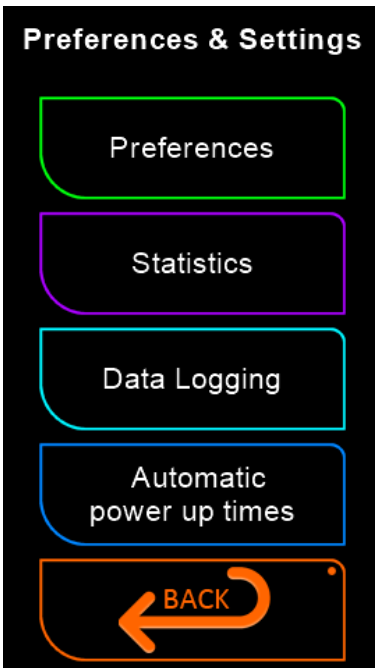 Preferences & Settings
Preferences
Statistics
Data Logging
Automatic
power up times
BACK